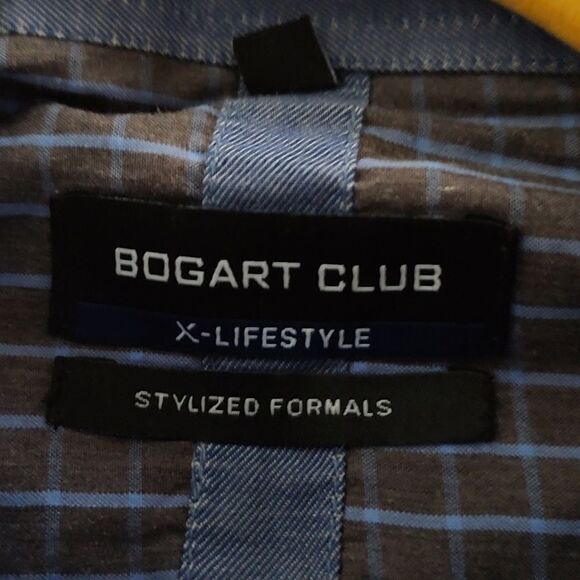 BOGART CLUB
X-LIFESTYLE
STYLIZED FORMALS